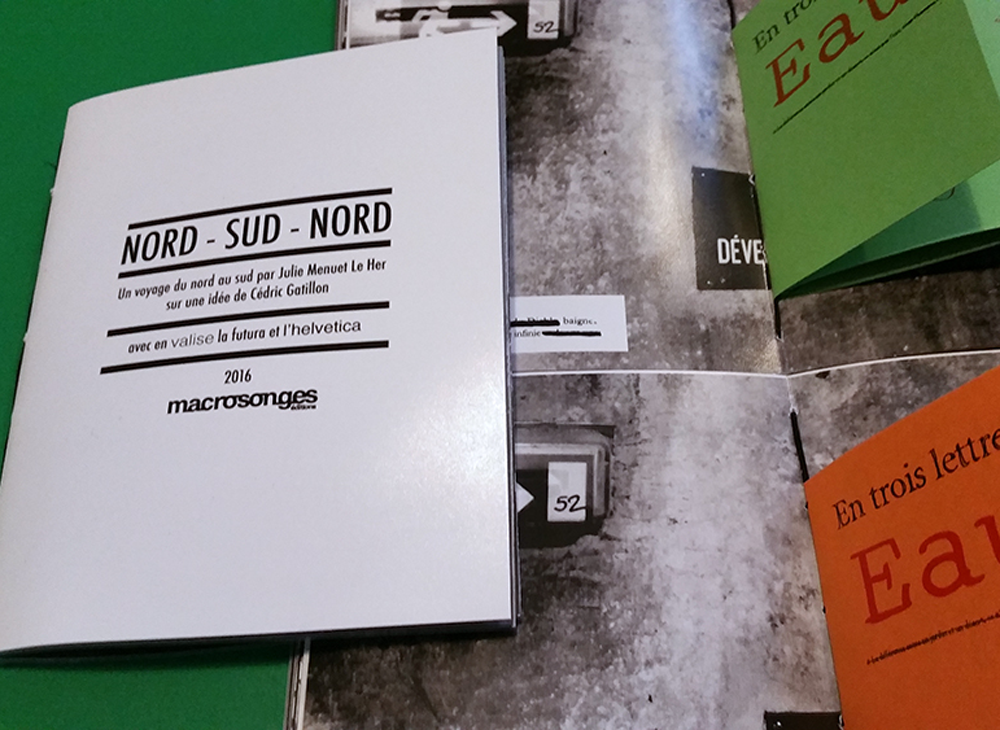 NORD - SUD - NORD
Un voyage du nord au sud par Julie Menuet Le Her
sur une idée de Cédric Gatillon
avec en valise la futura et l'helvetica
2016
macrosonges
éditions
52
DÉVE
baigne.
infinie
52
En troi
Eau
En trois lettre
Eau